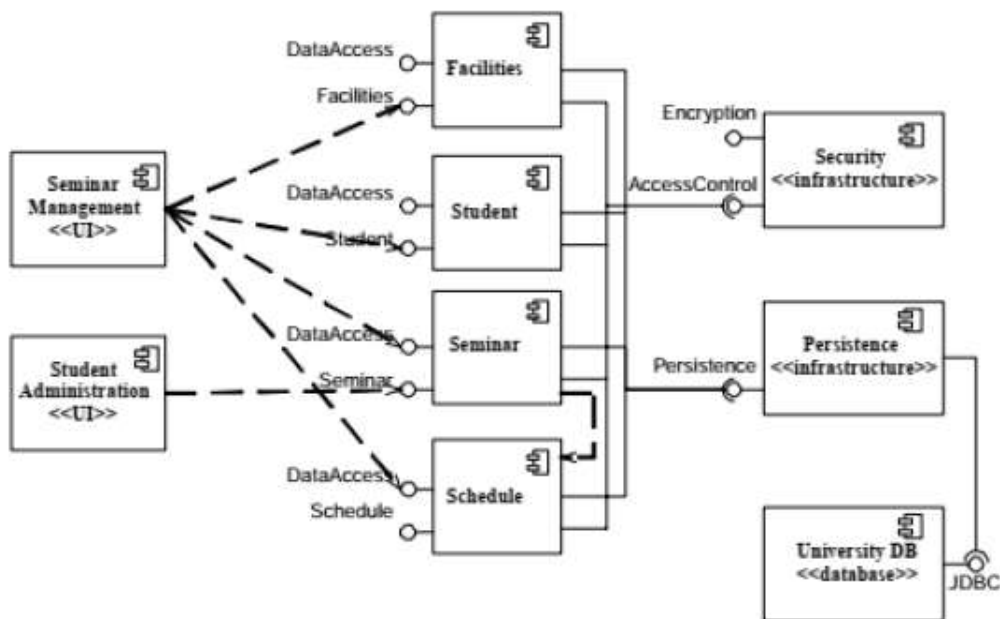 DataAccess
Facilities
Facilities
Encryption
Security
<<infrastructure>>
AccessControl
Seminar
Management
<<UI>>
DataAccess
Student
Student
DataAccess
Seminar
Seminar
Persistence
Persistence
<<infrastructure>>
Student
Administration
<<UI>>
DataAccess
Schedule
Schedule
University DB
<<database>>
JDBC